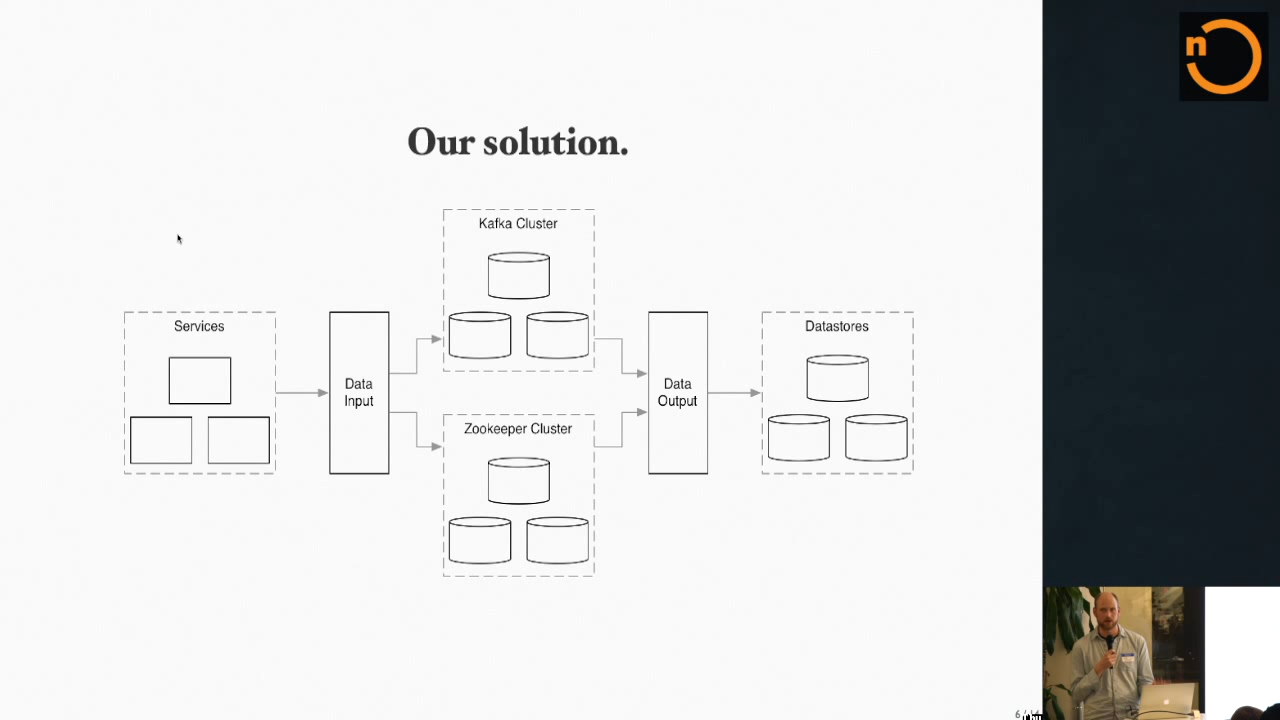 n
Our solution.
Kafka Cluster
Services
Data
Input
Data
Output
Datastores
Zookeeper Cluster